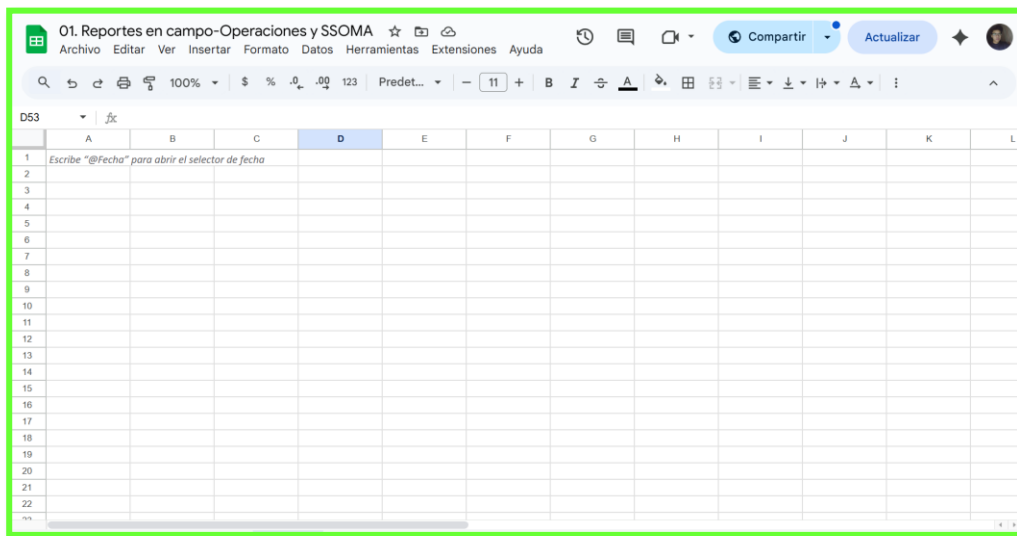 01. Reportes en campo-Operaciones y SSOMA
Archivo Editar Ver Insertar Formato Datos Herramientas Extensiones Ayuda
Compartir
Actualizar
100% $ % .0 .00 123 Predet... − 11 + B I A A
D53 fx
A B C D E F G H I J K L
1 Escribe “@Fecha” para abrir el selector de fecha
2
3
4
5
6
7
8
9
10
11
12
13
14
15
16
17
18
19
20
21
22